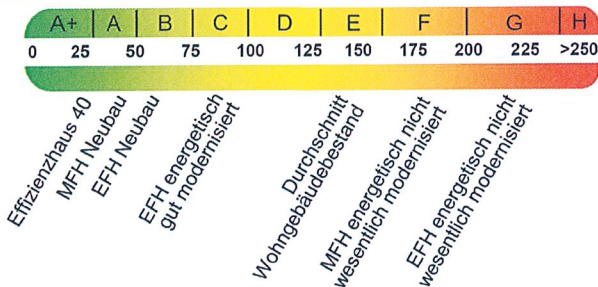 A+ A B C D E F G H
0 25 50 75 100 125 150 175 200 225 >250
Effizienzhaus 40
MFH Neubau
EFH Neubau
EFH energetisch
gut modernisiert
Durchschnitt
Wohngebäudebestand
MFH energetisch nicht
wesentlich modernisiert
EFH energetisch nicht
wesentlich modernisiert